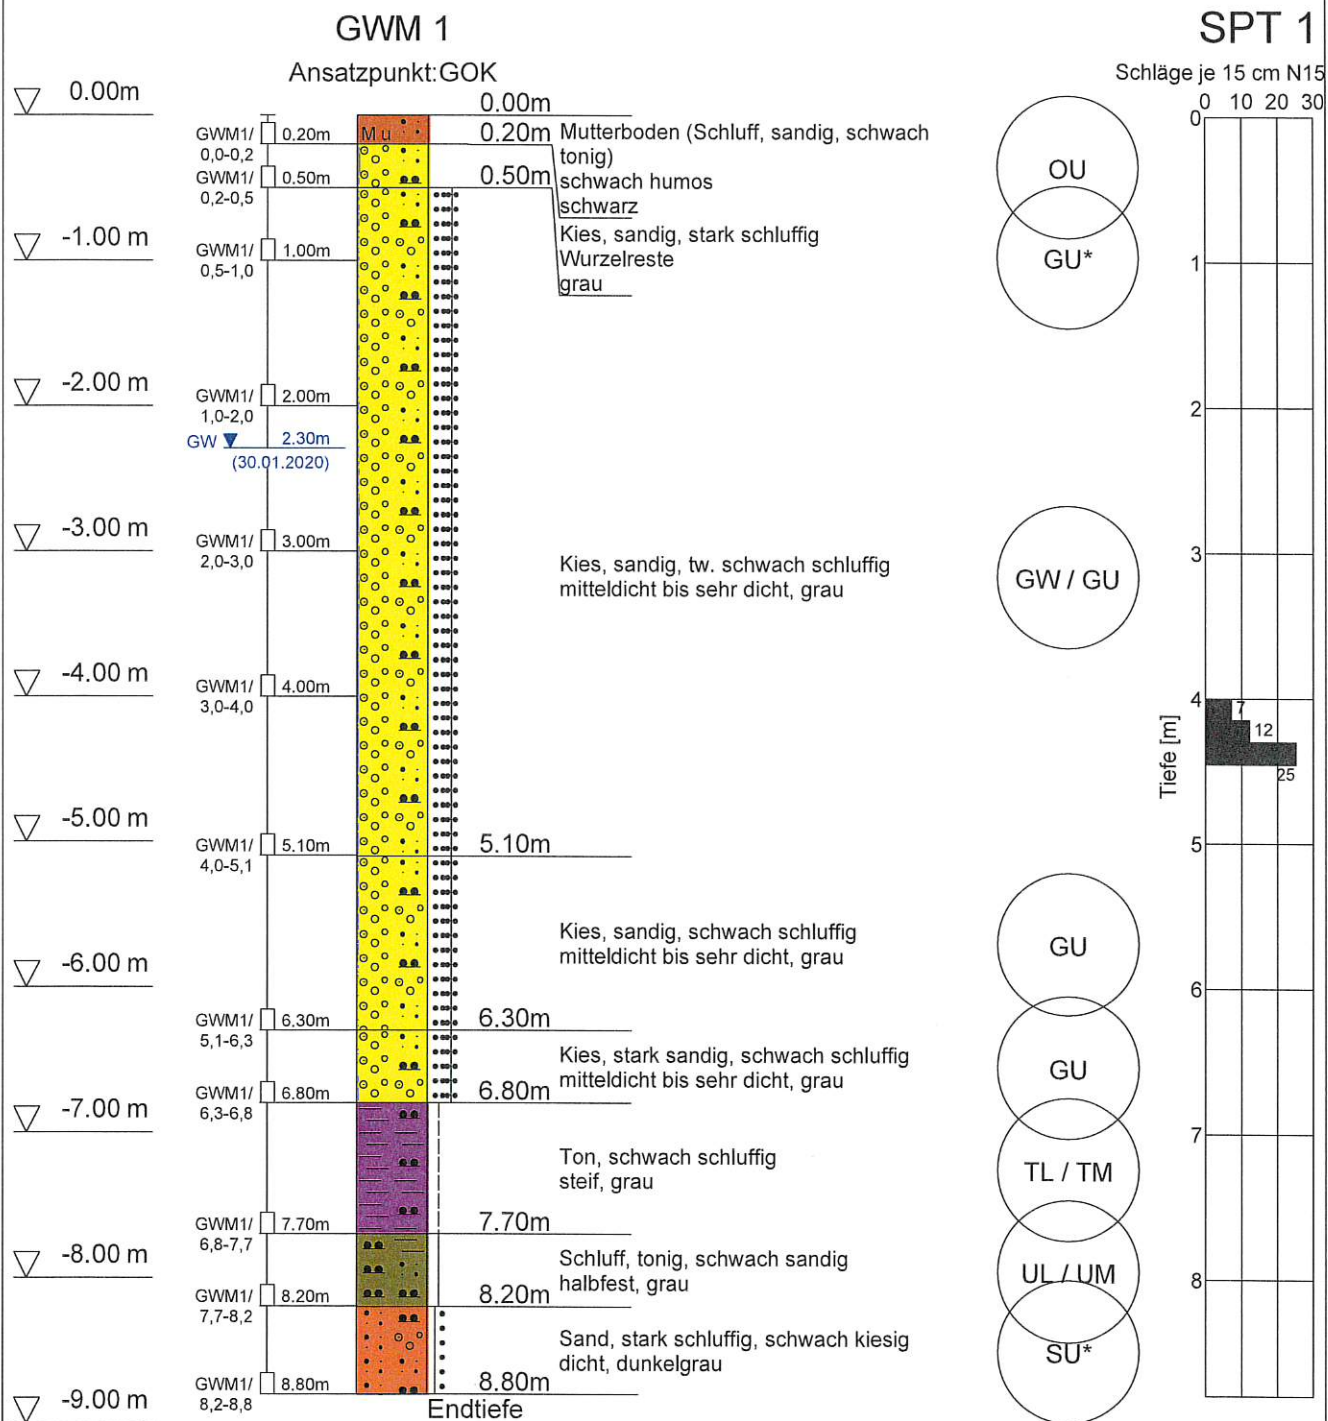 GWM 1
SPT 1
Ansatzpunkt:GOK
Schläge je 15 cm N15
0 10 20 30
0.00m
0.00m
GWM1/
0,0-0,2
0.20m
Mu
0.20m
Mutterboden (Schluff, sandig, schwach
tonig)
schwach humos
schwarz
OU
0
GWM1/
0,2-0,5
0.50m
0.50m
Kies, sandig, stark schluffig
Wurzelreste
grau
GU*
-1.00 m
GWM1/
0,5-1,0
1.00m
1
-2.00 m
GWM1/
1,0-2,0
2.00m
2
GW
2.30m
(30.01.2020)
-3.00 m
GWM1/
2,0-3,0
3.00m
Kies, sandig, tw. schwach schluffig
mitteldicht bis sehr dicht, grau
GW / GU
3
-4.00 m
GWM1/
3,0-4,0
4.00m
4
7
12
25
Tiefe [m]
-5.00 m
GWM1/
4,0-5,1
5.10m
5.10m
5
Kies, sandig, schwach schluffig
mitteldicht bis sehr dicht, grau
GU
-6.00 m
6
GWM1/
5,1-6,3
6.30m
6.30m
Kies, stark sandig, schwach schluffig
mitteldicht bis sehr dicht, grau
GU
GWM1/
6,3-6,8
6.80m
6.80m
-7.00 m
7
Ton, schwach schluffig
steif, grau
TL / TM
GWM1/
6,8-7,7
7.70m
7.70m
-8.00 m
Schluff, tonig, schwach sandig
halbfest, grau
UL / UM
8
GWM1/
7,7-8,2
8.20m
8.20m
Sand, stark schluffig, schwach kiesig
dicht, dunkelgrau
SU*
GWM1/
8,2-8,8
8.80m
8.80m
-9.00 m
Endtiefe